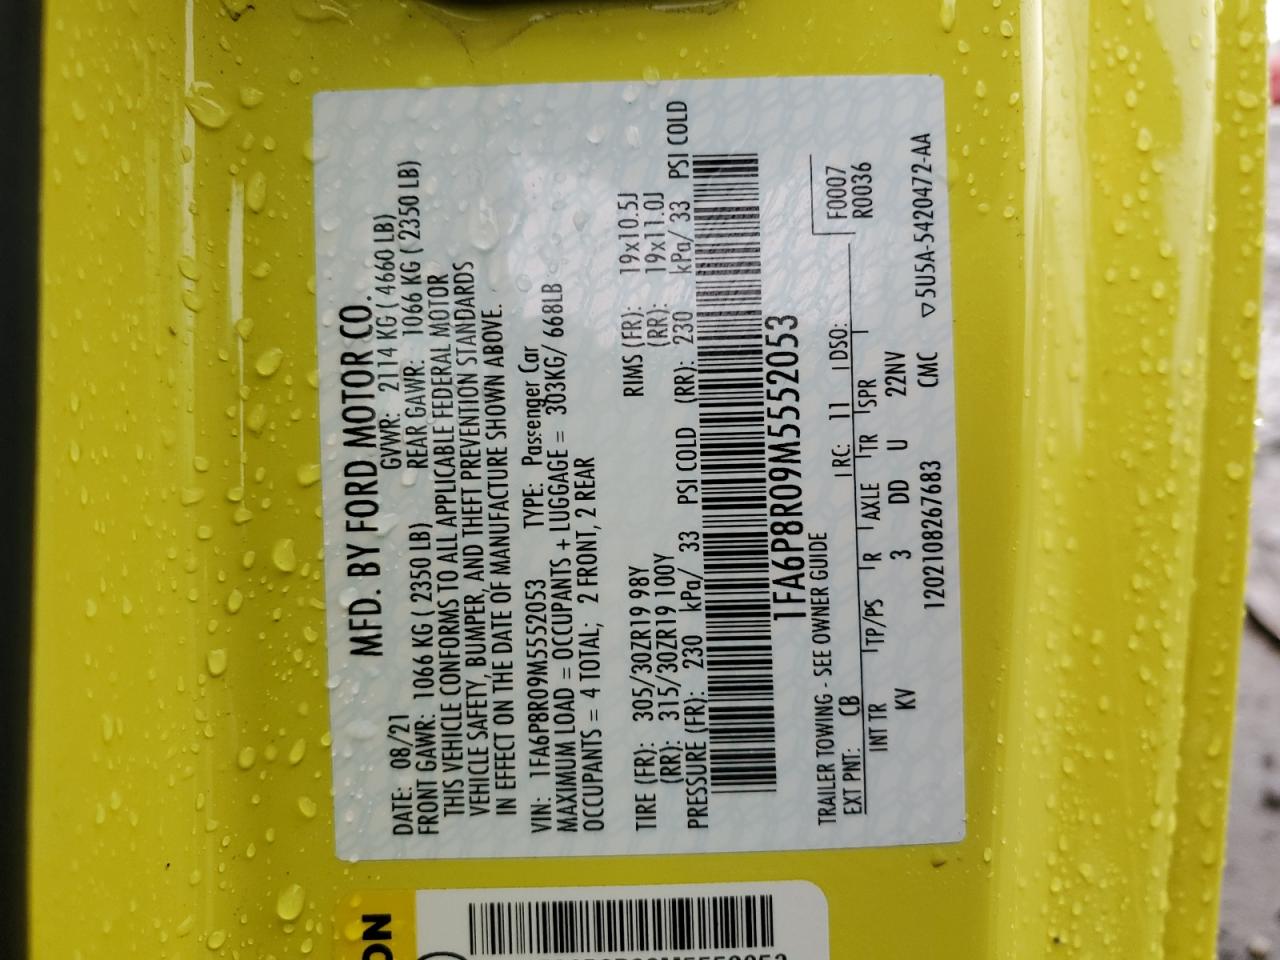 MFD. BY FORD MOTOR CO.
DATE: 08/21 GVWR: 2114 KG ( 4660 LB)
FRONT GAWR: 1066 KG ( 2350 LB) REAR GAWR: 1066 KG ( 2350 LB)
THIS VEHICLE CONFORMS TO ALL APPLICABLE FEDERAL MOTOR
VEHICLE SAFETY, BUMPER, AND THEFT PREVENTION STANDARDS
IN EFFECT ON THE DATE OF MANUFACTURE SHOWN ABOVE.
VIN: 1FA6P8R09M5552053 TYPE: Passenger Car
MAXIMUM LOAD = OCCUPANTS + LUGGAGE = 303KG/ 668LB
OCCUPANTS = 4 TOTAL; 2 FRONT, 2 REAR
TIRE (FR): 305/30ZR19 98Y RIMS (FR): 19x10.5J
(RR): 315/30ZR19 100Y (RR): 19x11.0J
PRESSURE (FR): 230 kPa/ 33 PSI COLD (RR): 230 kPa/ 33 PSI COLD
1FA6P8R09M5552053
TRAILER TOWING - SEE OWNER GUIDE F0007
EXT PNT: CB RC: 11 DSO: R0036
INT TR TP/PS R AXLE TR SPR
KV 3 DD U 22NV
1202108267683 CMC ▽5U5A-5420472-AA
ON